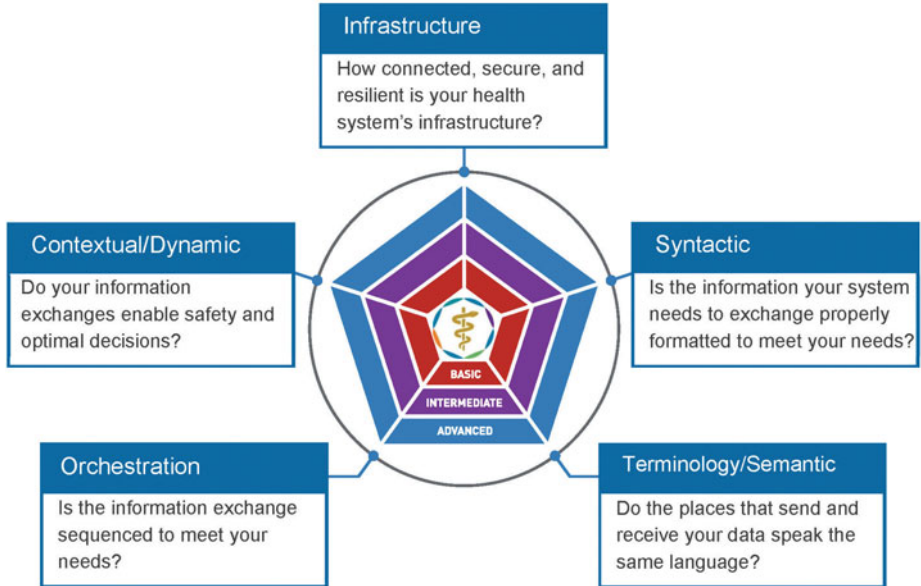 Infrastructure
How connected, secure, and
resilient is your health
system's infrastructure?
Contextual/Dynamic
Do your information
exchanges enable safety and
optimal decisions?
Syntactic
Is the information your system
needs to exchange properly
formatted to meet your needs?
BASIC
INTERMEDIATE
ADVANCED
Orchestration
Is the information exchange
sequenced to meet your
needs?
Terminology/Semantic
Do the places that send and
receive your data speak the
same language?